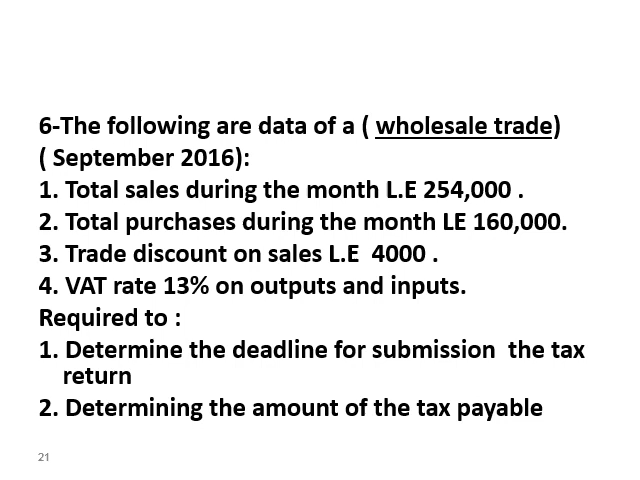 6-The following are data of a ( wholesale trade)
( September 2016):
1. Total sales during the month L.E 254,000 .
2. Total purchases during the month LE 160,000.
3. Trade discount on sales L.E  4000 .
4. VAT rate 13% on outputs and inputs.
Required to :
1. Determine the deadline for submission  the tax
return
2. Determining the amount of the tax payable
21